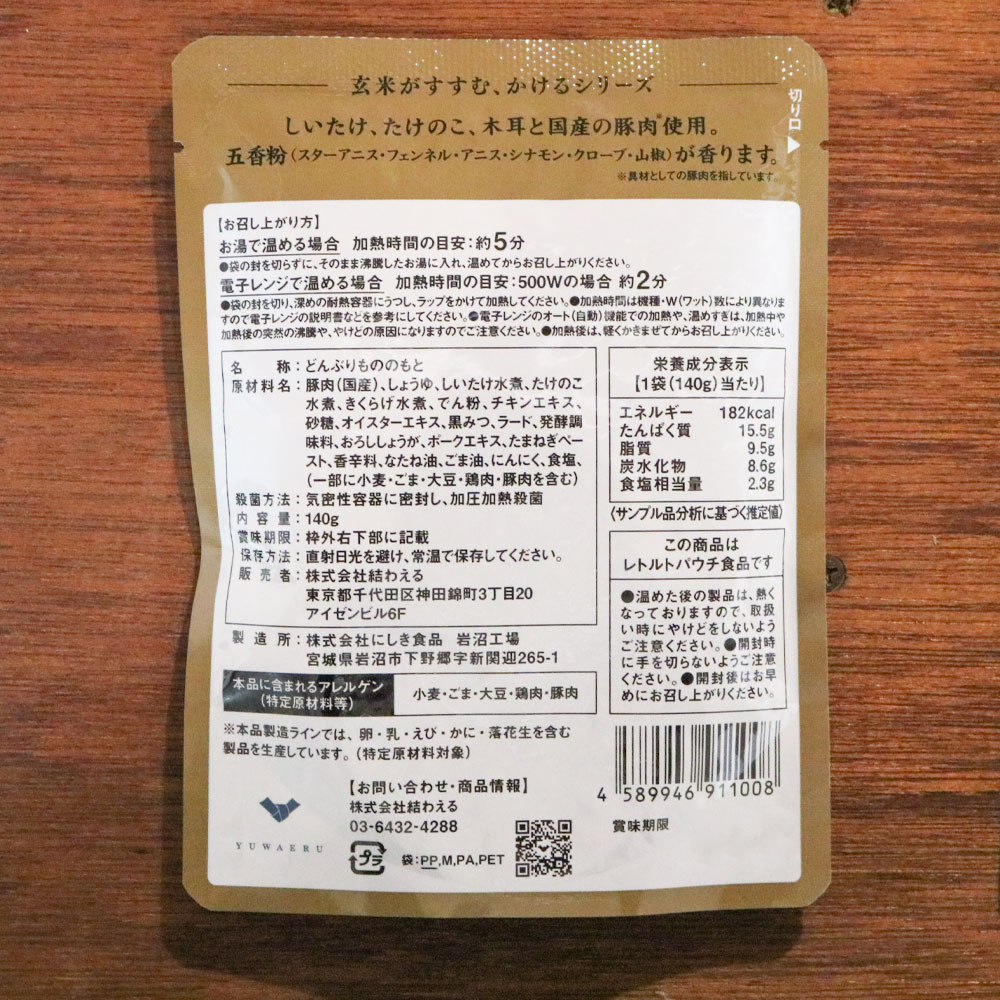 玄米がすすむ、かけるシリーズ
切り口
しいたけ、たけのこ、木耳と国産の豚肉※使用。
五香粉(スターアニス・フェンネル・アニス・シナモン・クローブ・山椒)が香ります。
※具材としての豚肉を指しています。
【お召し上がり方】
お湯で温める場合 加熱時間の目安:約5分
●袋の封を切らずに、そのまま沸騰したお湯に入れ、温めてからお召し上がりください。
電子レンジで温める場合 加熱時間の目安:500Wの場合 約2分
●袋の封を切り、深めの耐熱容器にうつし、ラップをかけて加熱してください。●加熱時間は機種・W(ワット)数により異なりま
すので電子レンジの説明書などを参考にしてください。●電子レンジのオート(自動)機能での加熱や、温めすぎは、加熱中や
加熱後の突然の沸騰や、やけどの原因になりますのでご注意ください。●加熱後は、軽くかきまぜてからお召し上がりください。
名称:どんぶりもののもと
原材料名:豚肉(国産)、しょうゆ、しいたけ水煮、たけのこ
水煮、きくらげ水煮、でん粉、チキンエキス、
砂糖、オイスターエキス、黒みつ、ラード、発酵調
味料、おろししょうが、ポークエキス、たまねぎペー
スト、香辛料、なたね油、ごま油、にんにく、食塩、
(一部に小麦・ごま・大豆・鶏肉・豚肉を含む)
殺菌方法:気密性容器に密封し、加圧加熱殺菌
内容量:140g
賞味期限:枠外右下部に記載
保存方法:直射日光を避け、常温で保存してください。
販売者:株式会社結わえる
東京都千代田区神田錦町3丁目20
アイゼンビル6F
製造所:株式会社にしき食品 岩沼工場
宮城県岩沼市下野郷字新関迎265-1
本品に含まれるアレルゲン
(特定原材料等)
小麦・ごま・大豆・鶏肉・豚肉
※本品製造ラインでは、卵・乳・えび・かに・落花生を含む
製品を生産しています。(特定原材料対象)
栄養成分表示
【1袋(140g)当たり】
エネルギー 182kcal
たんぱく質 15.5g
脂質 9.5g
炭水化物 8.6g
食塩相当量 2.3g
(サンプル品分析に基づく推定値)
この商品は
レトルトパウチ食品です
●温めた後の製品は、熱く
なっておりますので、取扱
い時にやけどをしないよう
ご注意ください。●開封時
に手を切らないようご注意
ください。●開封後はお早
めにお召し上がりください。
YUWAERU
【お問い合わせ・商品情報】
株式会社結わえる
03-6432-4288
プラ
袋:PP,M,PA,PET
4 589946 911008
賞味期限